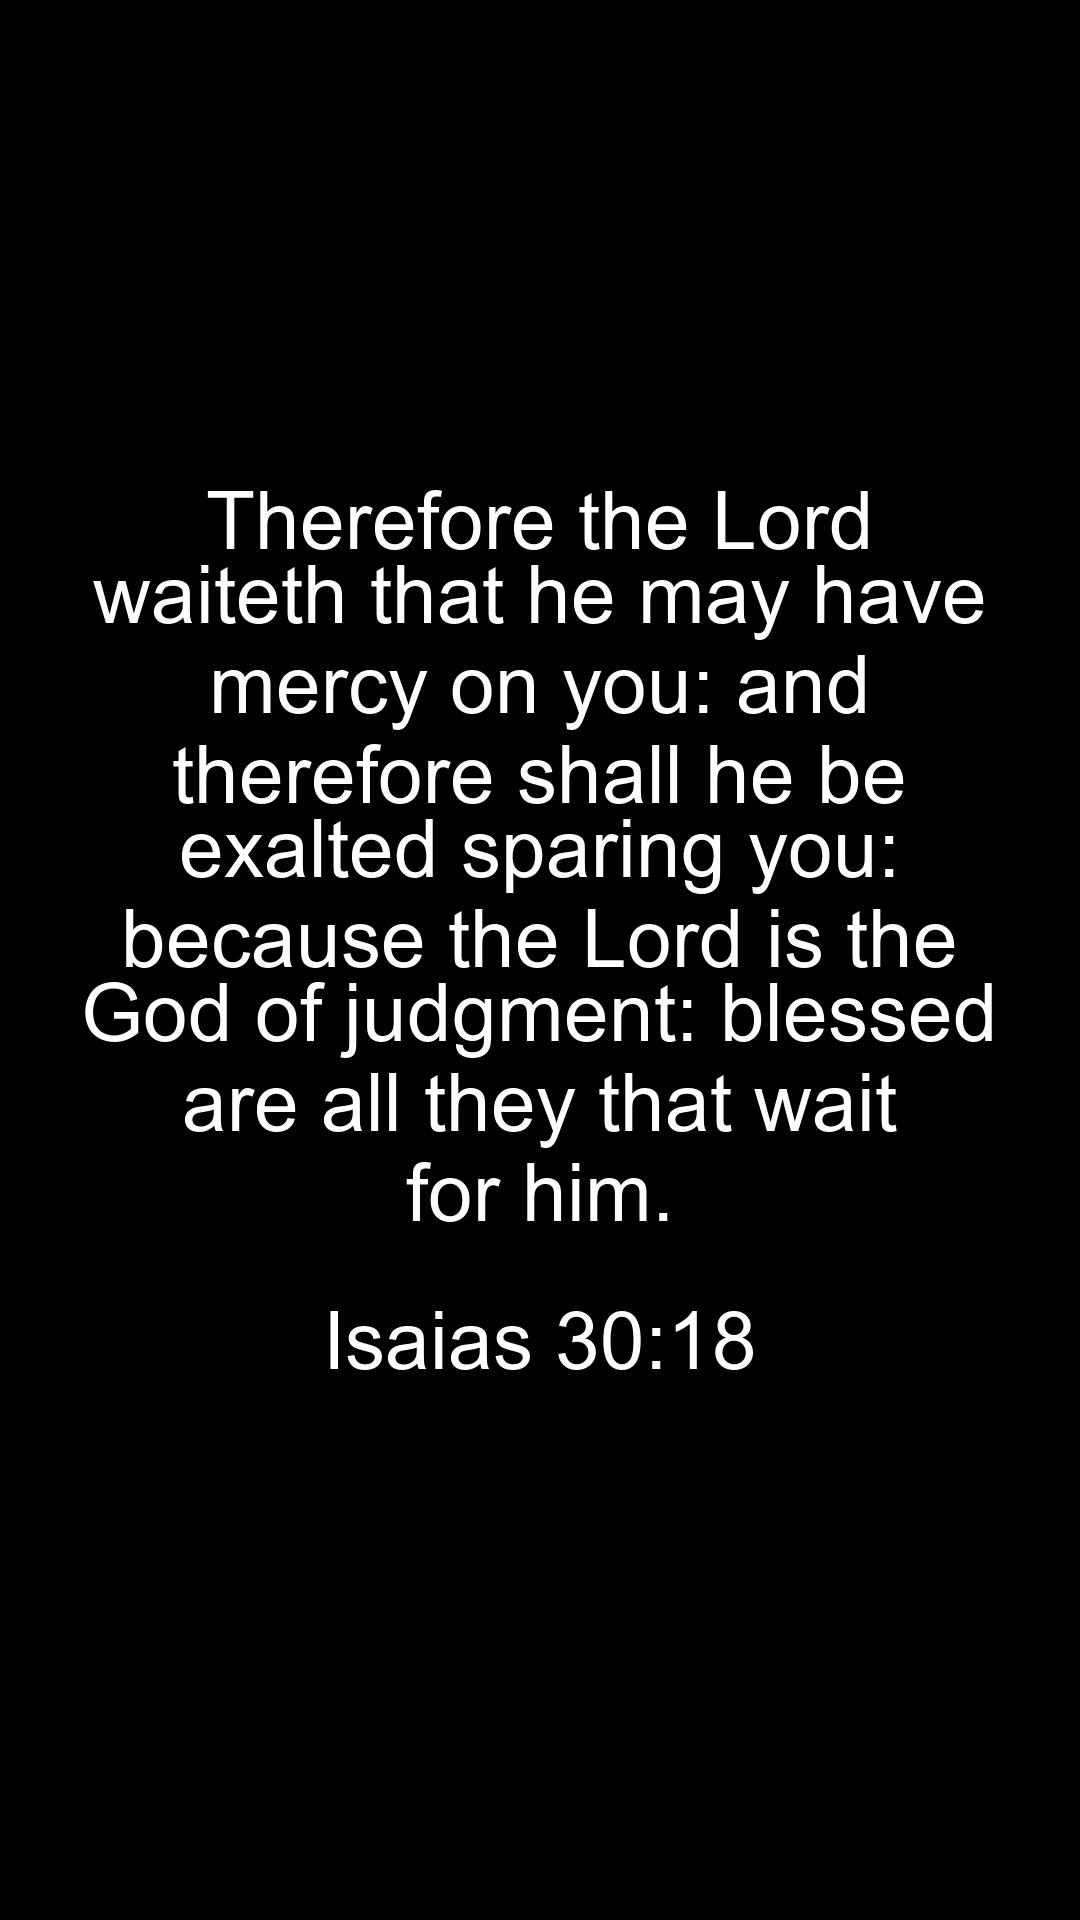 Therefore the Lord
waiteth that he may have
mercy on you: and
therefore shall he be
exalted sparing you:
because the Lord is the
God of judgment: blessed
are all they that wait
for him.
Isaias 30:18